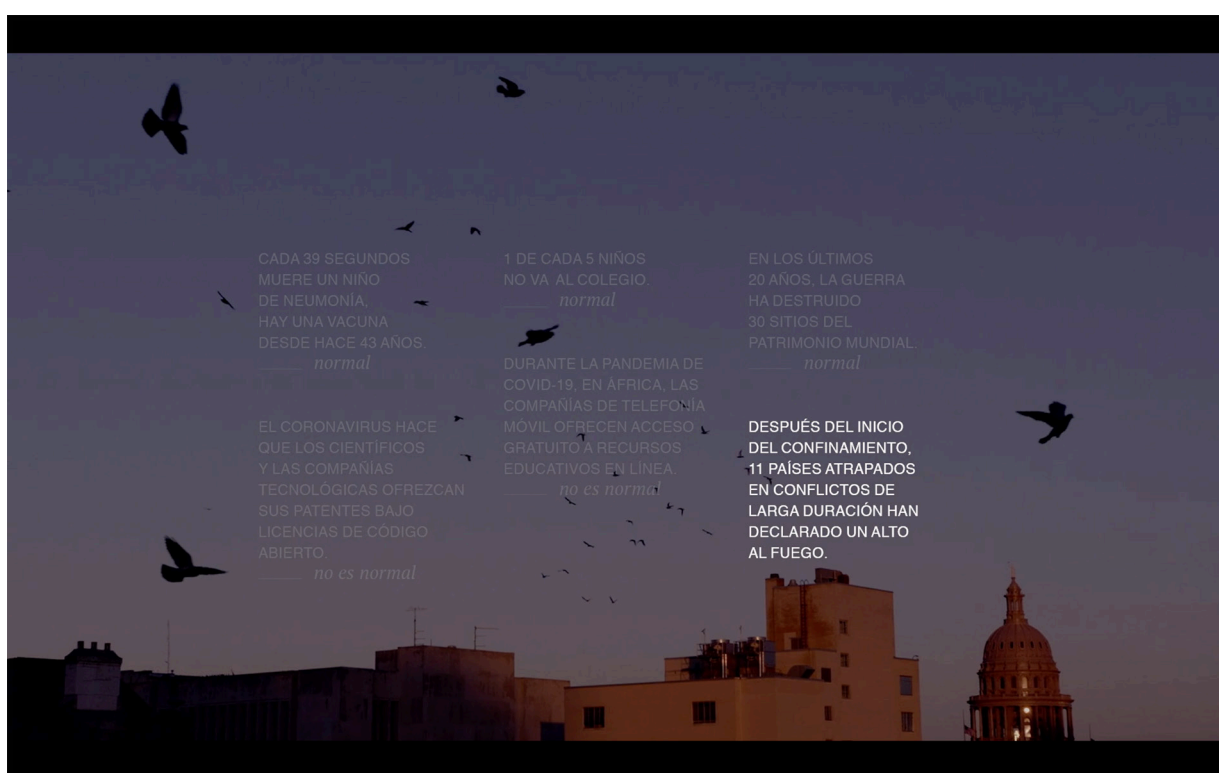 CADA 39 SEGUNDOS
MUERE UN NIÑO
DE NEUMONÍA,
HAY UNA VACUNA
DESDE HACE 43 AÑOS.
normal
EL CORONAVIRUS HACE
QUE LOS CIENTÍFICOS
Y LAS COMPAÑÍAS
TECNOLÓGICAS OFREZCAN
SUS PATENTES BAJO
LICENCIAS DE CÓDIGO
ABIERTO.
no es normal
1 DE CADA 5 NIÑOS
NO VA AL COLEGIO.
normal
DURANTE LA PANDEMIA DE
COVID-19, EN ÁFRICA, LAS
COMPAÑÍAS DE TELEFONÍA
MÓVIL OFRECEN ACCESO
GRATUITO A RECURSOS
EDUCATIVOS EN LÍNEA.
no es normal
EN LOS ÚLTIMOS
20 AÑOS, LA GUERRA
HA DESTRUIDO
30 SITIOS DEL
PATRIMONIO MUNDIAL.
normal
DESPUÉS DEL INICIO
DEL CONFINAMIENTO,
11 PAÍSES ATRAPADOS
EN CONFLICTOS DE
LARGA DURACIÓN HAN
DECLARADO UN ALTO
AL FUEGO.